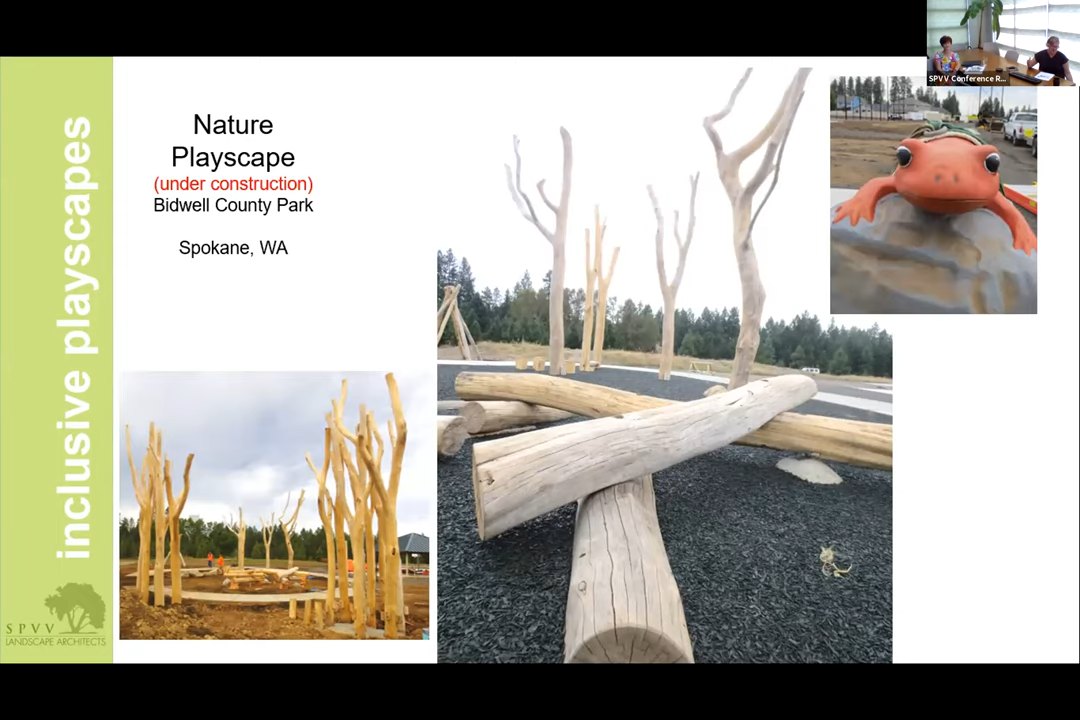 inclusive playscapes
Nature
Playscape
(under construction)
Bidwell County Park
Spokane, WA
SPVV
LANDSCAPE ARCHITECTS
SPVV Conference R...